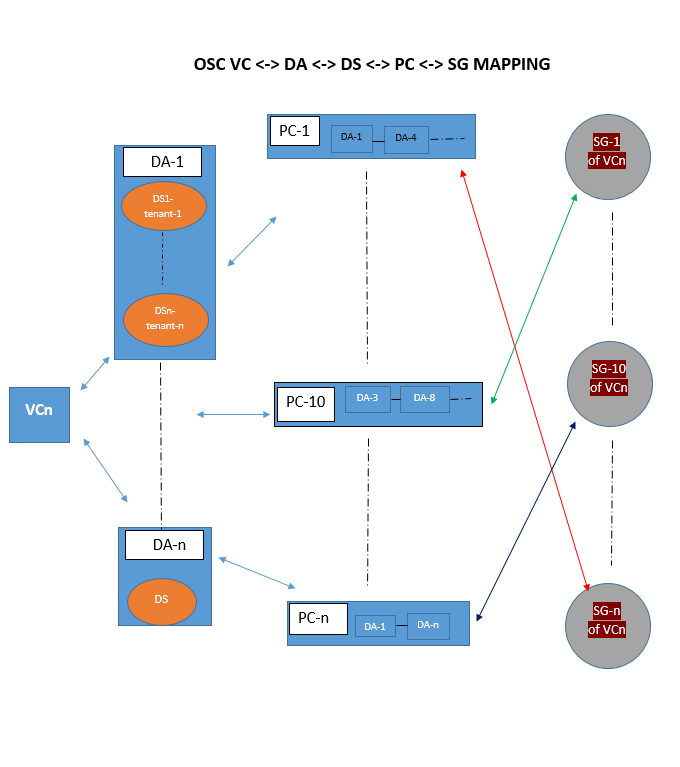 OSC VC <-> DA <-> DS <-> PC <-> SG MAPPING
PC-1
DA-1
DA-4
SG-1
of VCn
DA-1
DS1-
tenant-1
DSn-
tenant-n
VCn
PC-10
DA-3
DA-8
SG-10
of VCn
DA-n
DS
PC-n
DA-1
DA-n
SG-n
of VCn